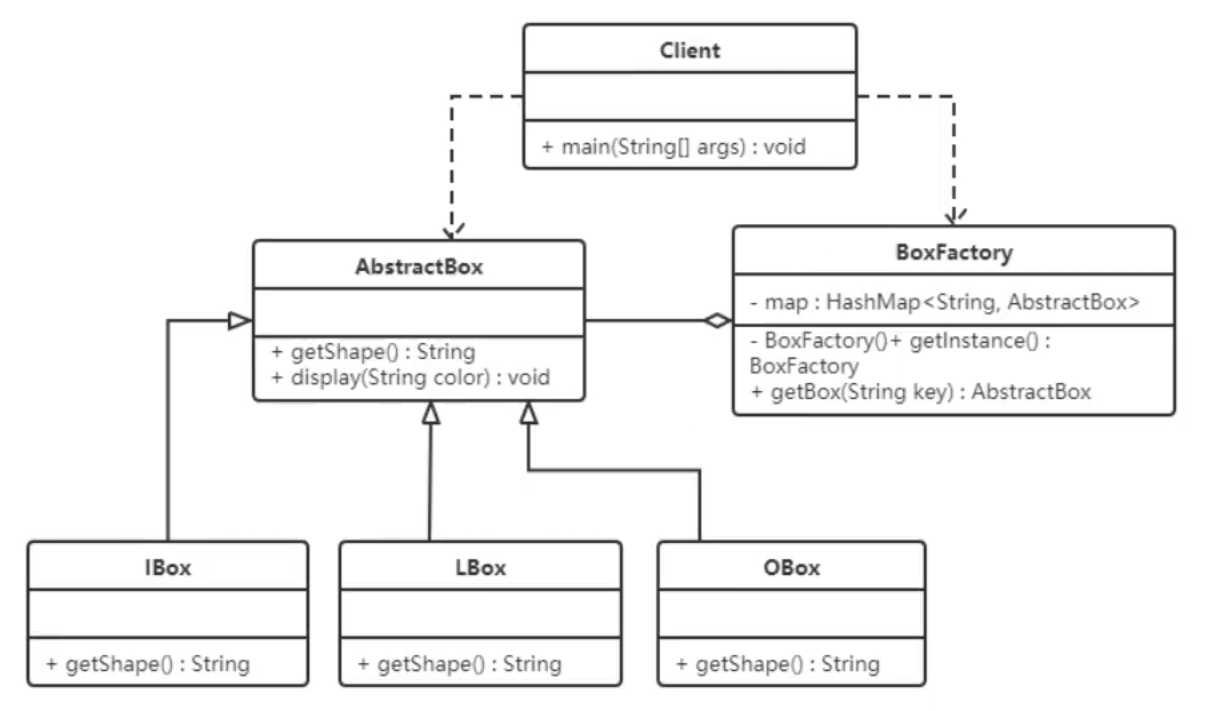 Client
+ main(String[] args) : void
AbstractBox
+ getShape() : String
+ display(String color) : void
BoxFactory
- map : HashMap<String, AbstractBox>
- BoxFactory()+ getInstance() :
BoxFactory
+ getBox(String key) : AbstractBox
IBox
+ getShape() : String
LBox
+ getShape() : String
OBox
+ getShape() : String